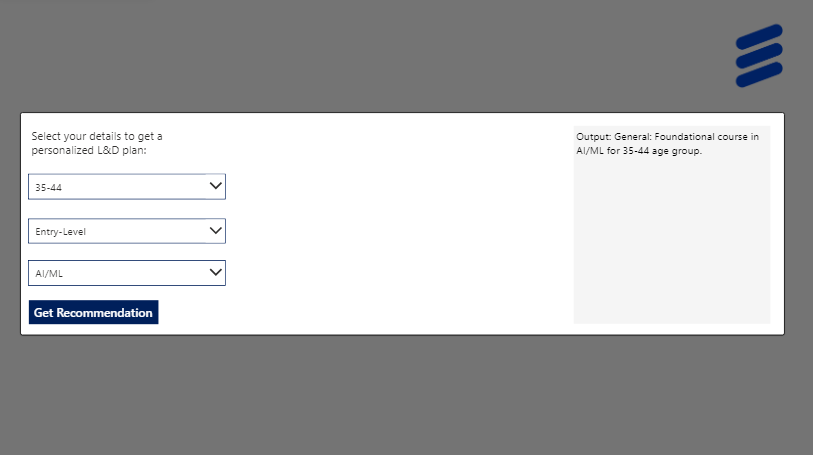 Select your details to get a
personalized L&D plan:
35-44
Entry-Level
AI/ML
Get Recommendation
Output: General: Foundational course in
AI/ML for 35-44 age group.